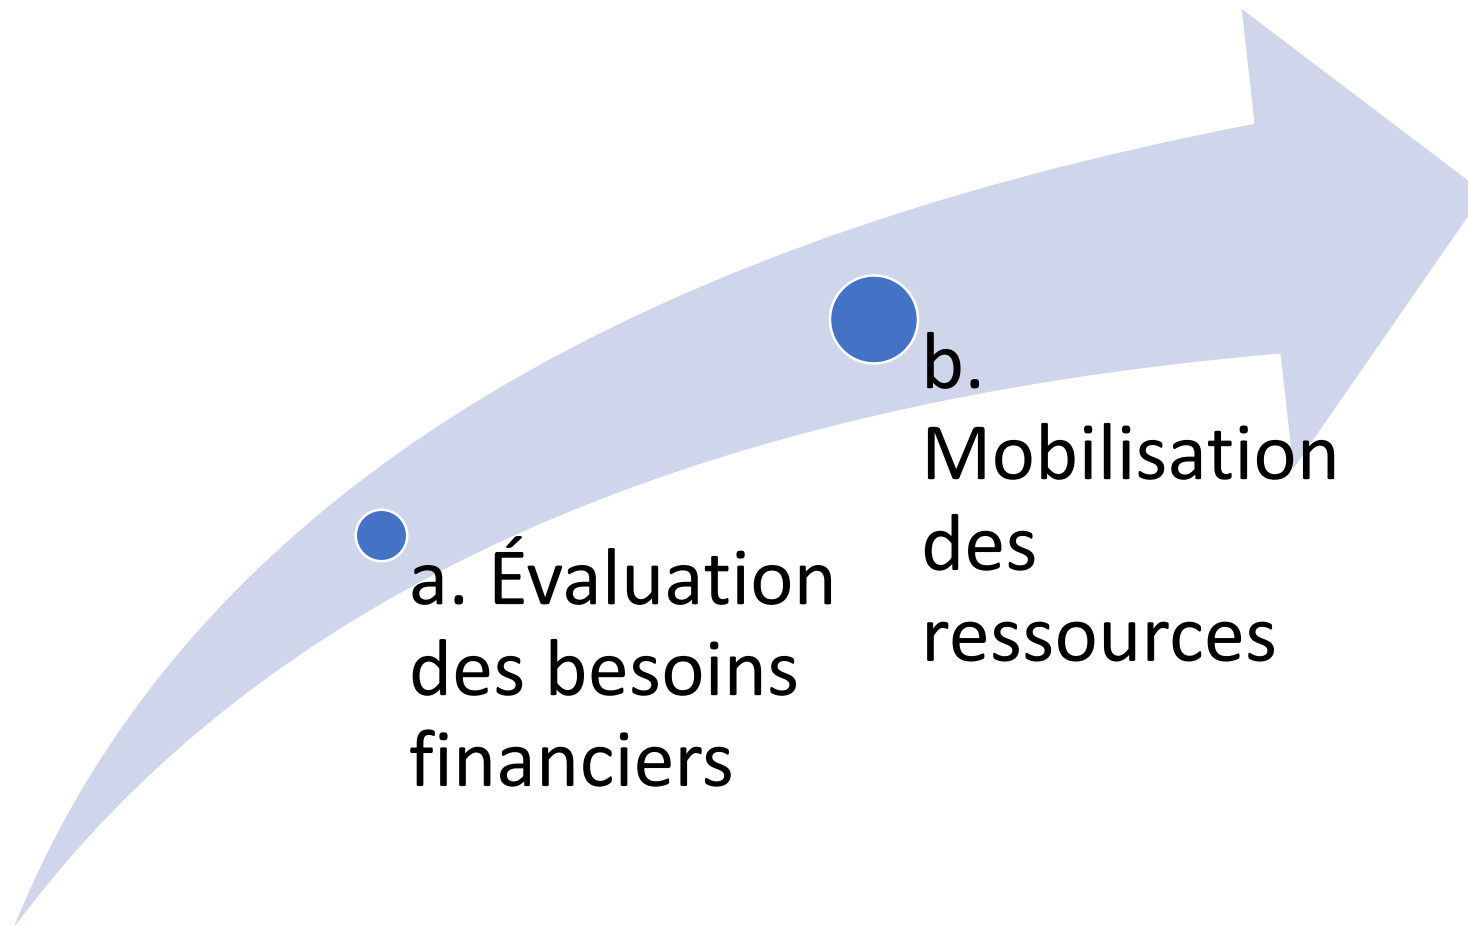 a. Évaluation
des besoins
financiers
b.
Mobilisation
des
ressources